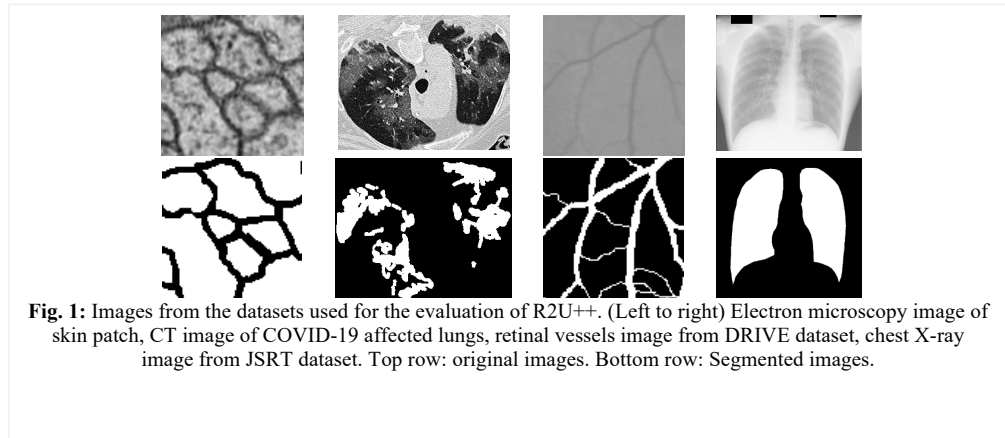 Fig. 1: Images from the datasets used for the evaluation of R2U++. (Left to right) Electron microscopy image of
skin patch, CT image of COVID-19 affected lungs, retinal vessels image from DRIVE dataset, chest X-ray
image from JSRT dataset. Top row: original images. Bottom row: Segmented images.